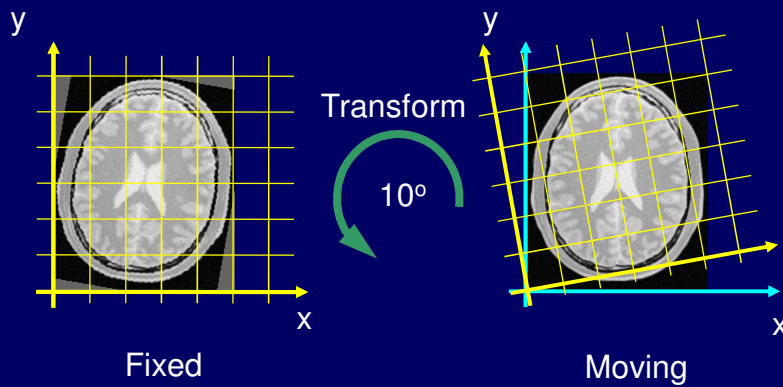 y
y
Transform
10o
x
x
Fixed
Moving